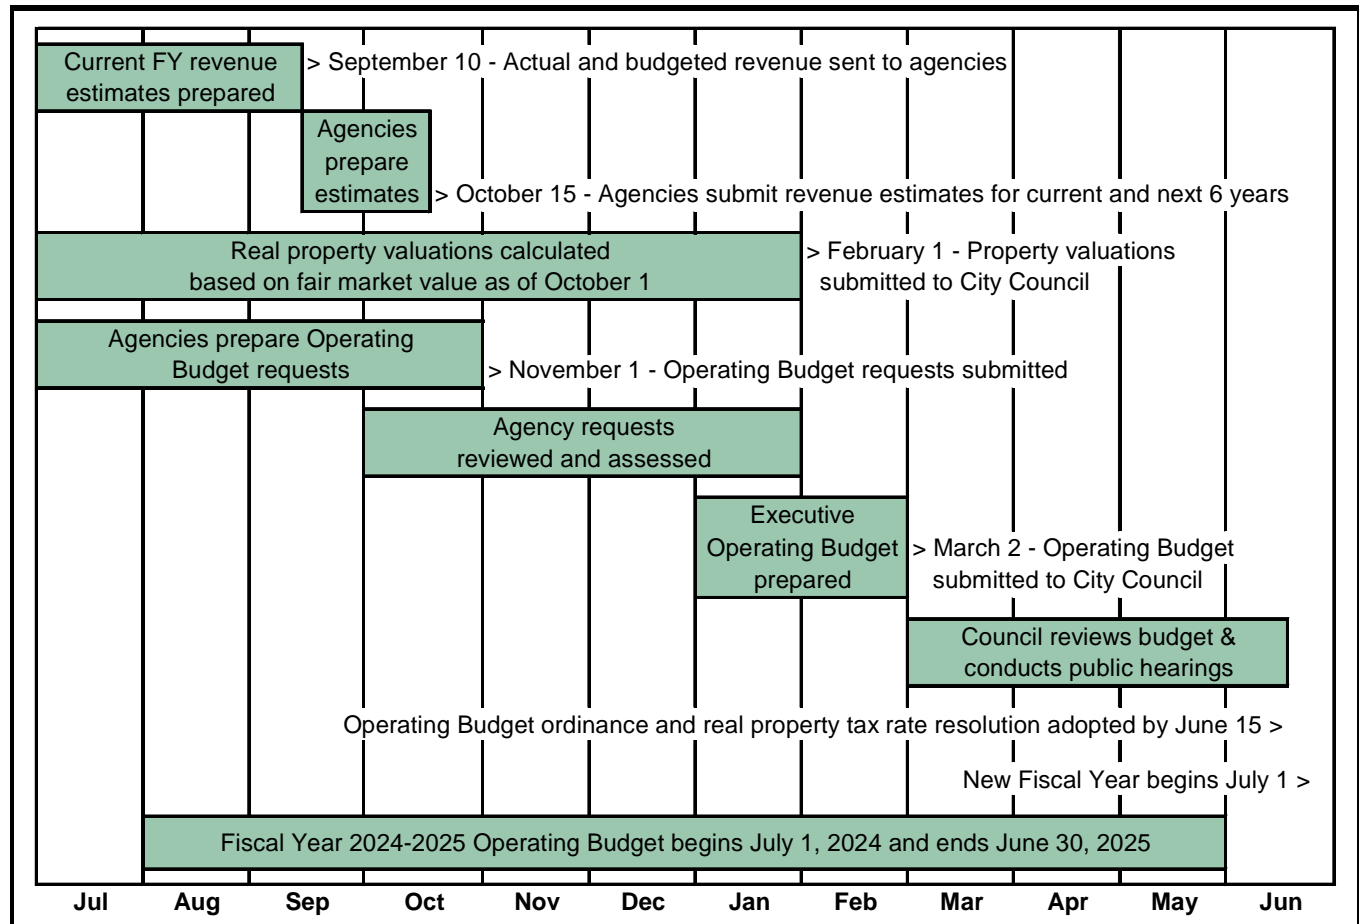 Current FY revenue
estimates prepared
> September 10 - Actual and budgeted revenue sent to agencies
Agencies
prepare
estimates
> October 15 - Agencies submit revenue estimates for current and next 6 years
Real property valuations calculated
based on fair market value as of October 1
> February 1 - Property valuations
submitted to City Council
Agencies prepare Operating
Budget requests
> November 1 - Operating Budget requests submitted
Agency requests
reviewed and assessed
Executive
Operating Budget
prepared
> March 2 - Operating Budget
submitted to City Council
Council reviews budget &
conducts public hearings
Operating Budget ordinance and real property tax rate resolution adopted by June 15 >
New Fiscal Year begins July 1 >
Fiscal Year 2024-2025 Operating Budget begins July 1, 2024 and ends June 30, 2025
Jul Aug Sep Oct Nov Dec Jan Feb Mar Apr May Jun